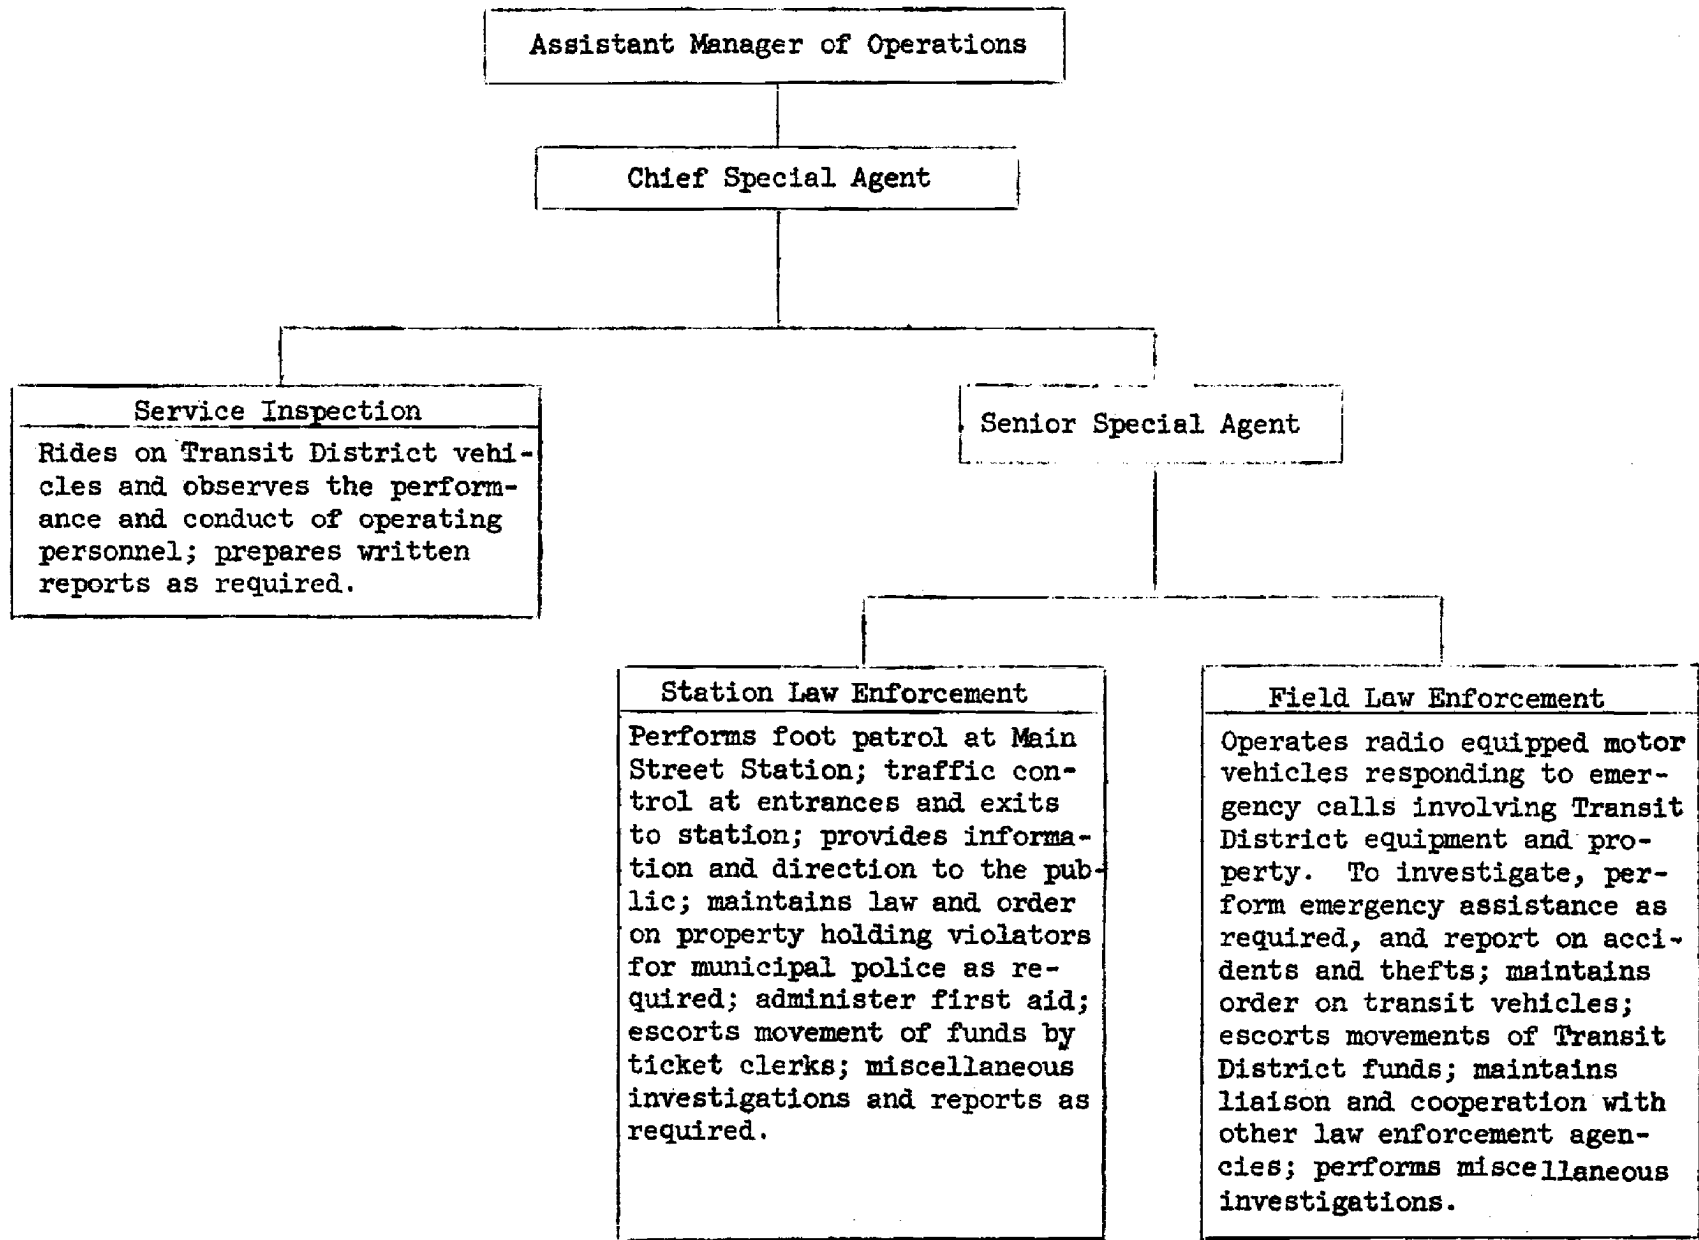 Assistant Manager of Operations
Chief Special Agent
Service Inspection
Rides on Transit District vehi-
cles and observes the perform-
ance and conduct of operating
personnel; prepares written
reports as required.
Senior Special Agent
Station Law Enforcement
Performs foot patrol at Main
Street Station; traffic con-
trol at entrances and exits
to station; provides informa-
tion and direction to the pub-
lic; maintains law and order
on property holding violators
for municipal police as re-
quired; administer first aid;
escorts movement of funds by
ticket clerks; miscellaneous
investigations and reports as
required.
Field Law Enforcement
Operates radio equipped motor
vehicles responding to emer-
gency calls involving Transit
District equipment and pro-
perty. To investigate, per-
form emergency assistance as
required, and report on acci-
dents and thefts; maintains
order on transit vehicles;
escorts movements of Transit
District funds; maintains
liaison and cooperation with
other law enforcement agen-
cies; performs miscellaneous
investigations.